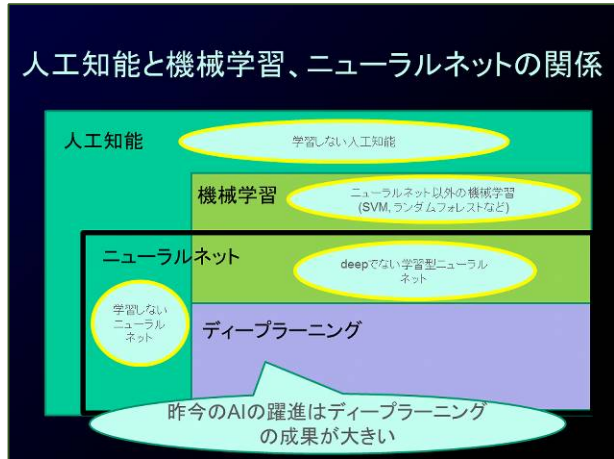 人工知能と機械学習、ニューラルネットの関係
人工知能
学習しない人工知能
機械学習
ニューラルネット以外の機械学習
(SVM,ランダムフォレストなど)
ニューラルネット
deepでない学習型ニューラル
ネット
学習しない
ニューラル
ネット
ディープラーニング
昨今のAIの躍進はディープラーニング
の成果が大きい